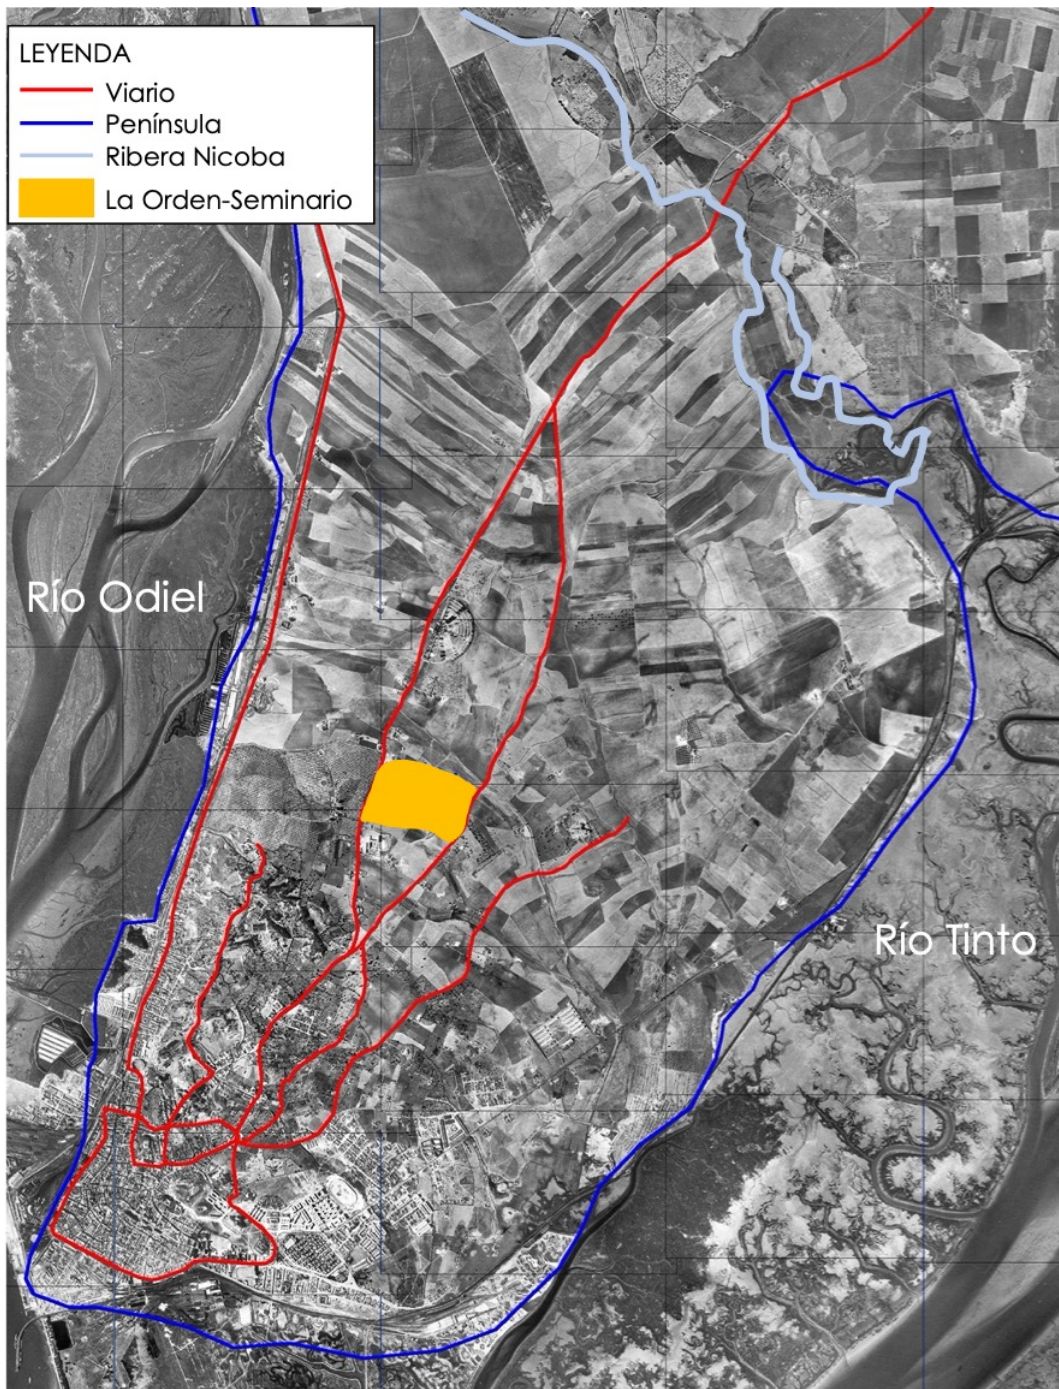 LEYENDA
Viario
Península
Ribera Nicoba
La Orden-Seminario
Río Odiel
Río Tinto